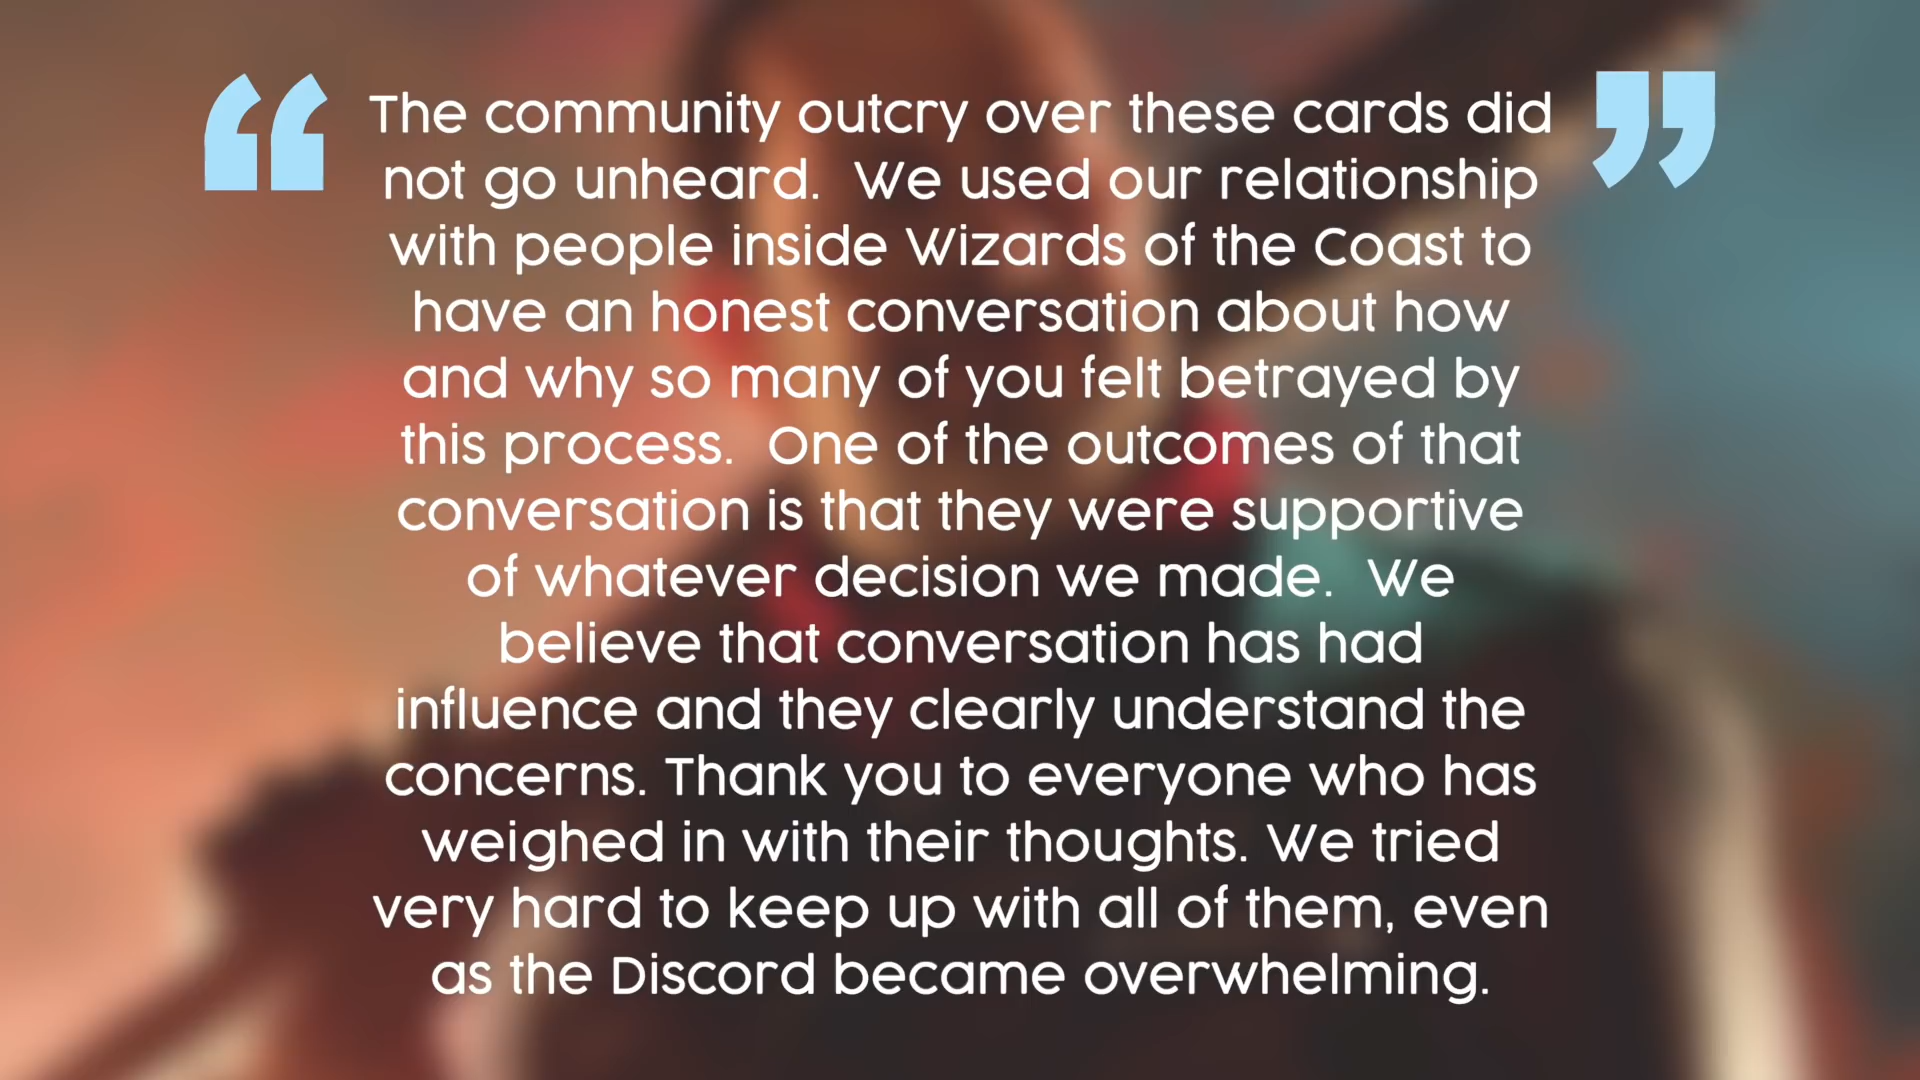 “The community outcry over these cards did”
not go unheard.  We used our relationship
with people inside Wizards of the Coast to
have an honest conversation about how
and why so many of you felt betrayed by
this process.  One of the outcomes of that
conversation is that they were supportive
of whatever decision we made.  We
believe that conversation has had
influence and they clearly understand the
concerns. Thank you to everyone who has
weighed in with their thoughts. We tried
very hard to keep up with all of them, even
as the Discord became overwhelming.